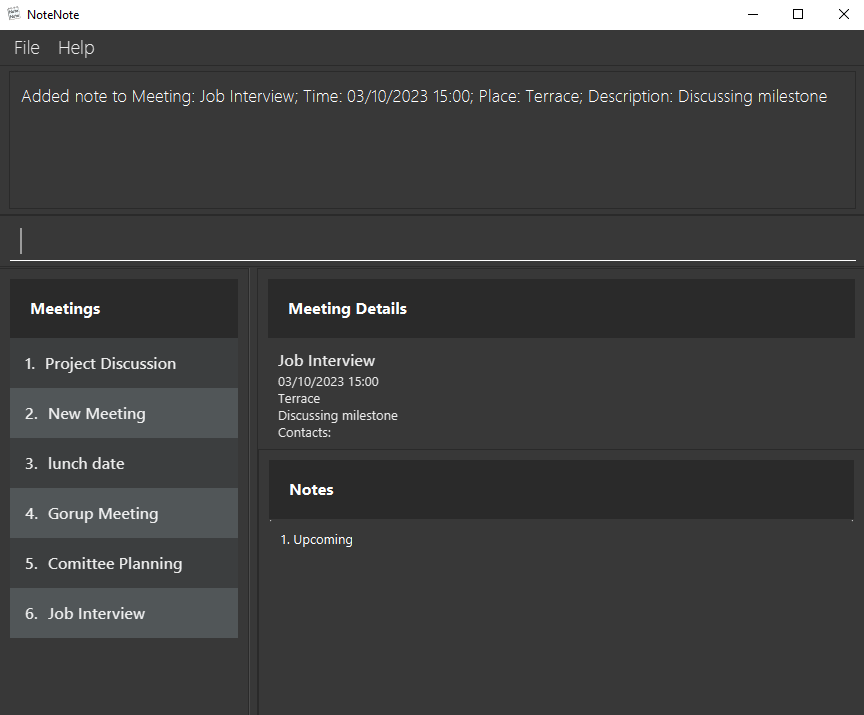 NoteNote
File Help
Added note to Meeting: Job Interview; Time: 03/10/2023 15:00; Place: Terrace; Description: Discussing milestone
Meetings
1. Project Discussion
2. New Meeting
3. lunch date
4. Gorup Meeting
5. Comittee Planning
6. Job Interview
Meeting Details
Job Interview
03/10/2023 15:00
Terrace
Discussing milestone
Contacts:
Notes
1. Upcoming